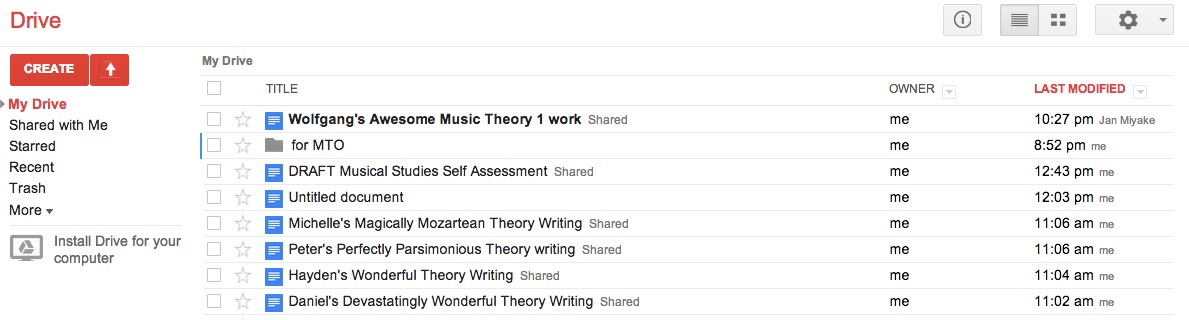 Drive
CREATE
My Drive
Shared with Me
Starred
Recent
Trash
More
Install Drive for your
computer
My Drive
TITLE OWNER LAST MODIFIED
Wolfgang's Awesome Music Theory 1 work Shared me 10:27 pm Jan Miyake
for MTO me 8:52 pm me
DRAFT Musical Studies Self Assessment Shared me 12:43 pm me
Untitled document me 12:03 pm me
Michelle's Magically Mozartean Theory Writing Shared me 11:06 am me
Peter's Perfectly Parsimonious Theory writing Shared me 11:06 am me
Hayden's Wonderful Theory Writing Shared me 11:04 am me
Daniel's Devastatingly Wonderful Theory Writing Shared me 11:02 am me